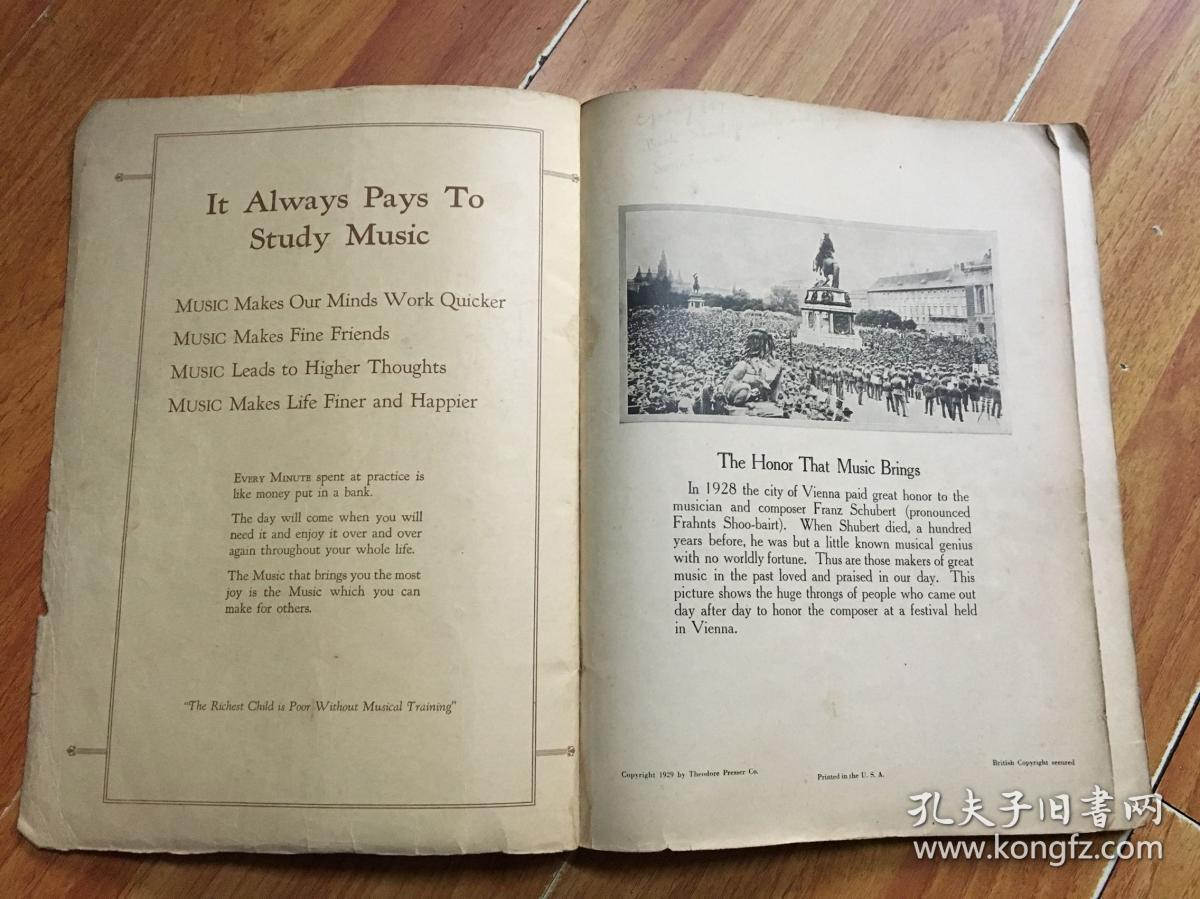 It Always Pays To
Study Music
MUSIC Makes Our Minds Work Quicker
MUSIC Makes Fine Friends
MUSIC Leads to Higher Thoughts
MUSIC Makes Life Finer and Happier
EVERY MINUTE spent at practice is
like money put in a bank.
The day will come when you will
need it and enjoy it over and over
again throughout your whole life.
The Music that brings you the most
joy is the Music which you can
make for others.
"The Richest Child is Poor Without Musical Training"
The Honor That Music Brings
In 1928 the city of Vienna paid great honor to the
musician and composer Franz Schubert (pronounced
Frahnts Shoo-bairt). When Shubert died, a hundred
years before, he was but a little known musical genius
with no worldly fortune. Thus are those makers of great
music in the past loved and praised in our day. This
picture shows the huge throngs of people who came out
day after day to honor the composer at a festival held
in Vienna.
Copyright 1929 by Theodore Presser Co.
Printed in the U. S. A.
British Copyright secured
孔夫子旧书网
www.kongfz.com